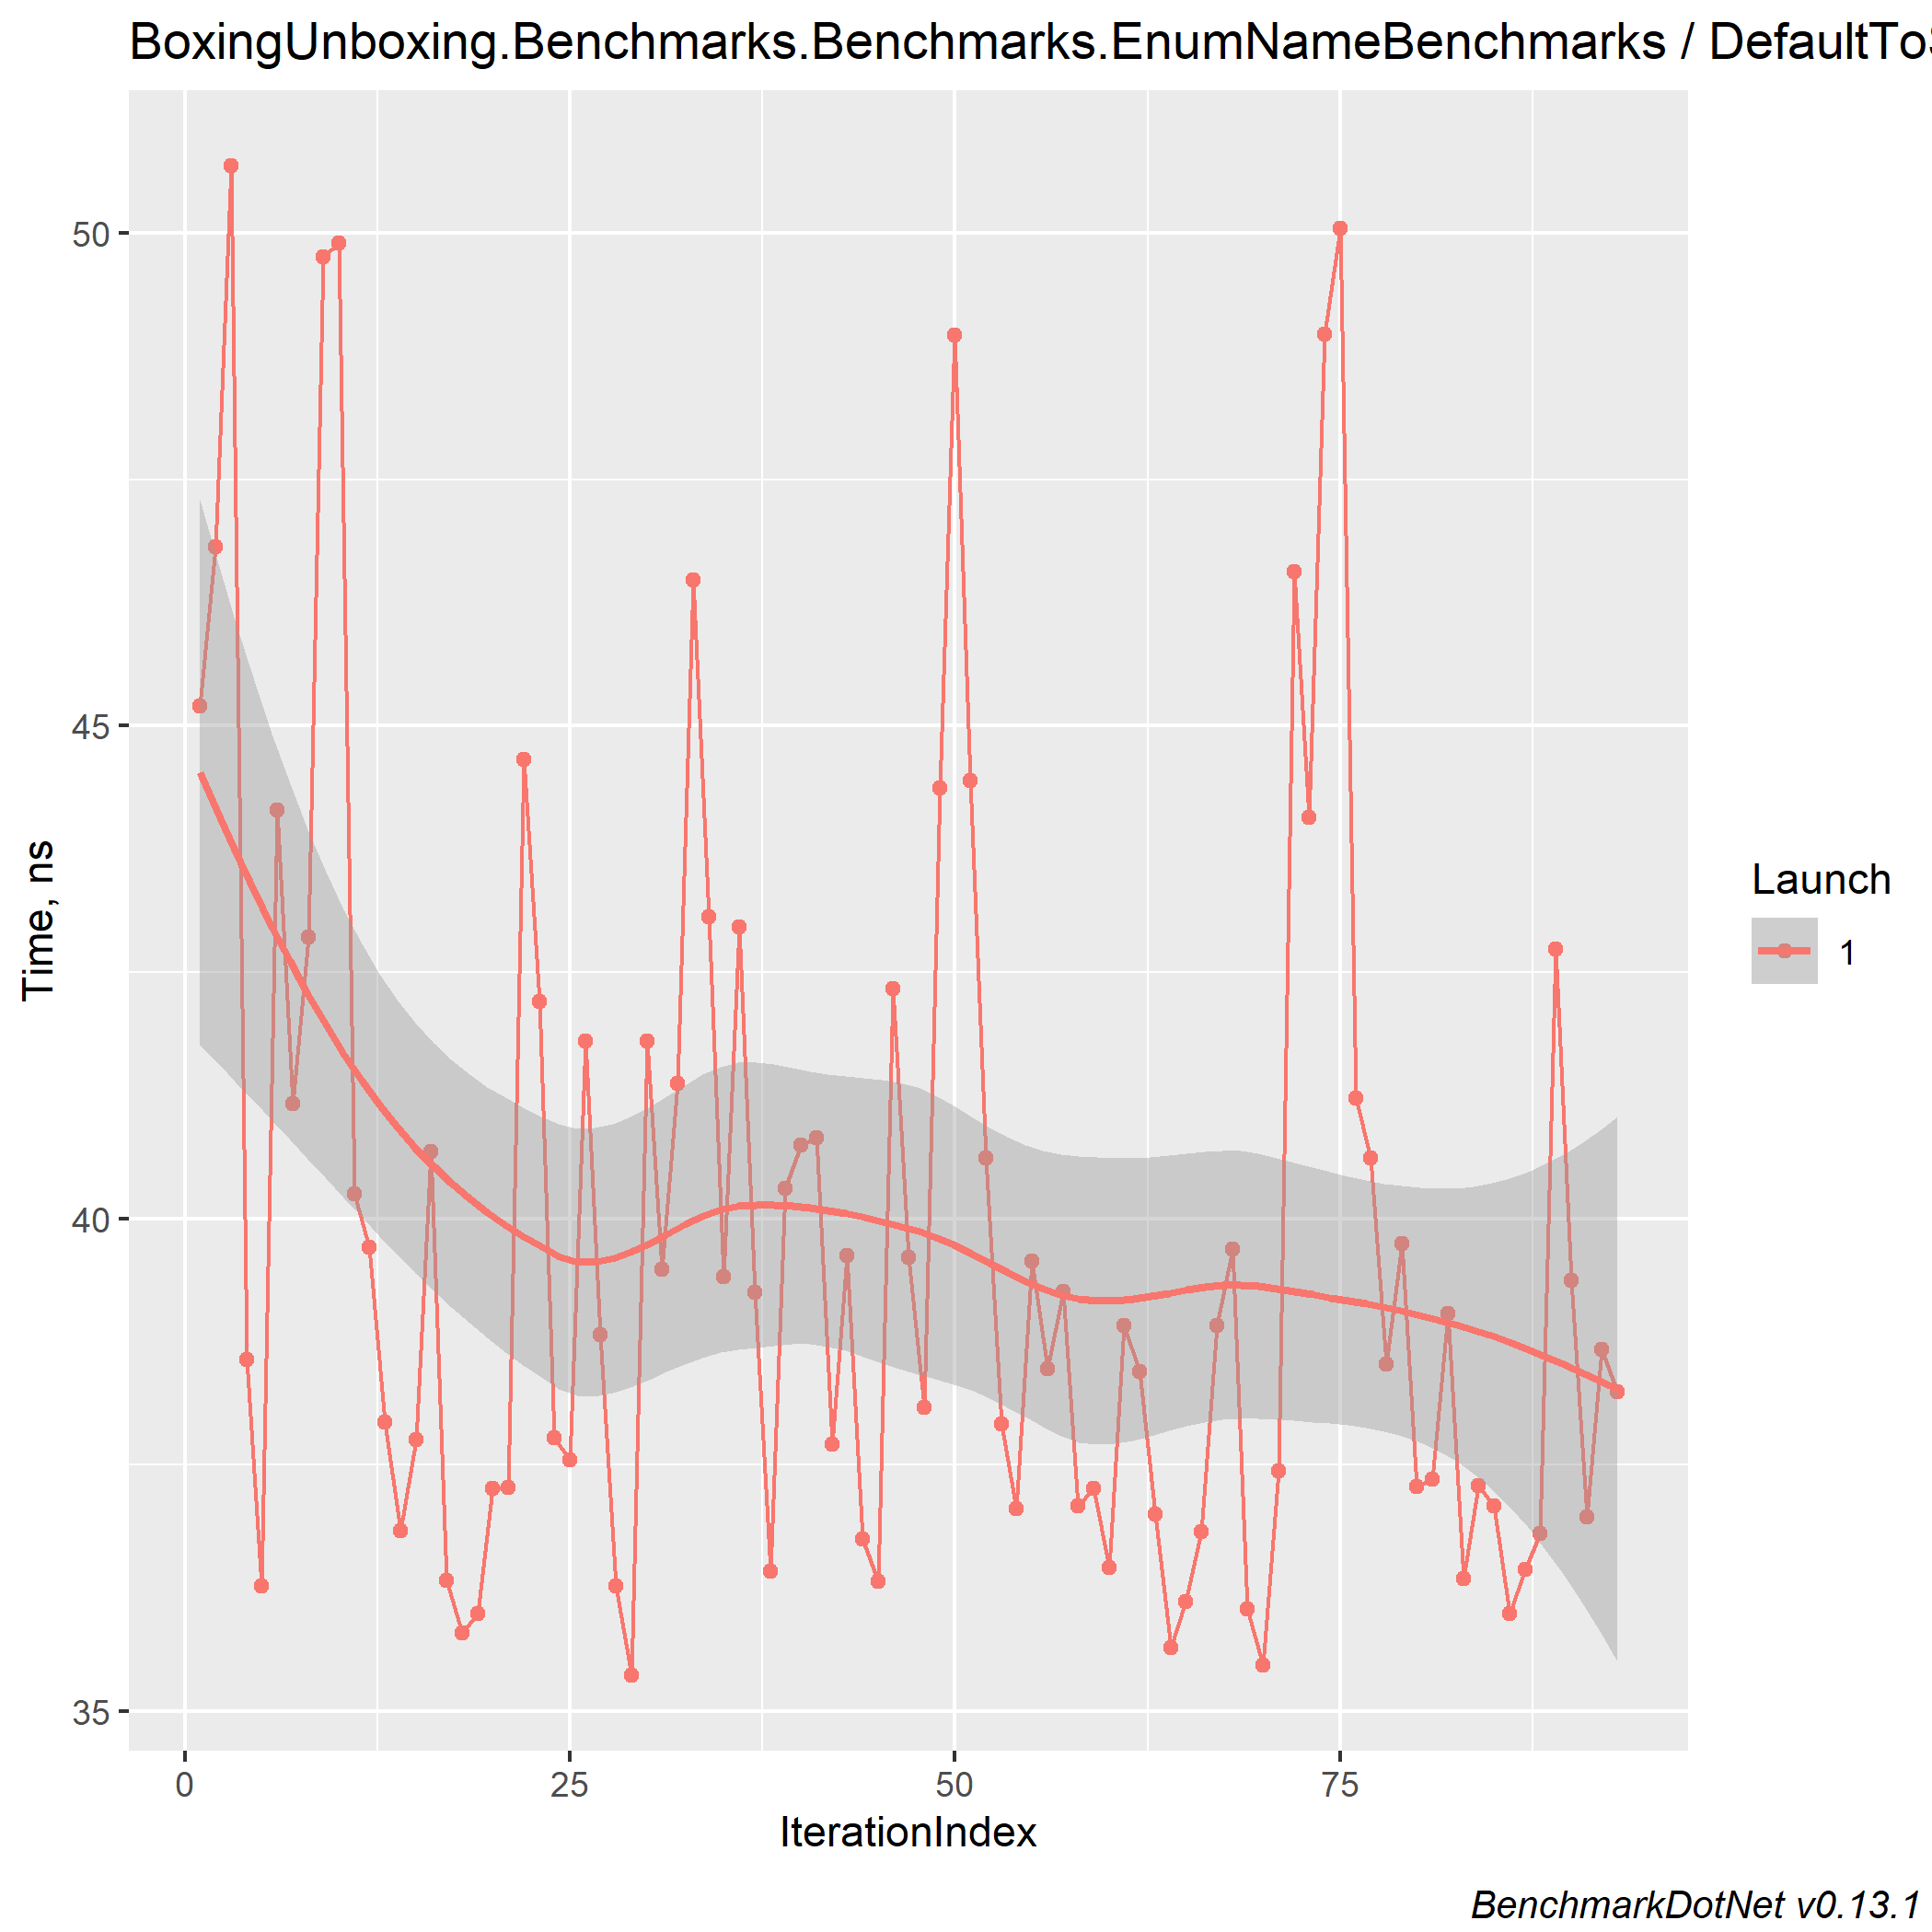 BoxingUnboxing.Benchmarks.Benchmarks.EnumNameBenchmarks / DefaultToS
50
45
40
35
Time, ns
0 25 50 75
IterationIndex
Launch
1
BenchmarkDotNet v0.13.1